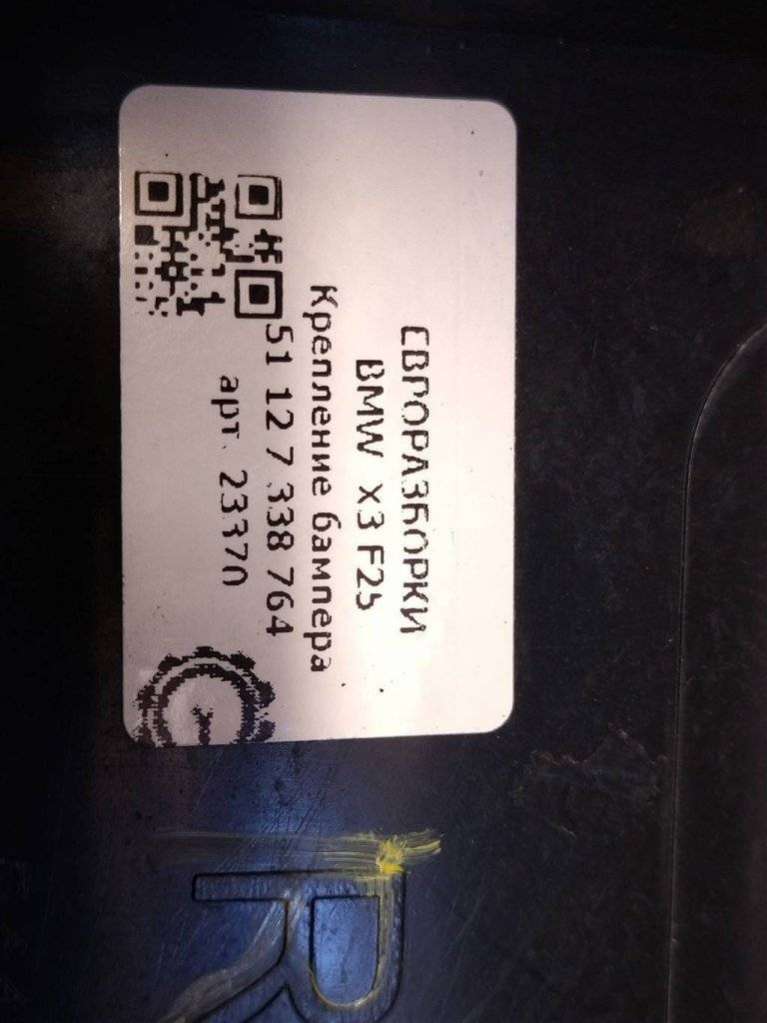 ЕВРОРАЗБОРКИ
BMW X3 F25
Крепление бампера
51 12 7 338 764
арт. 23370
R